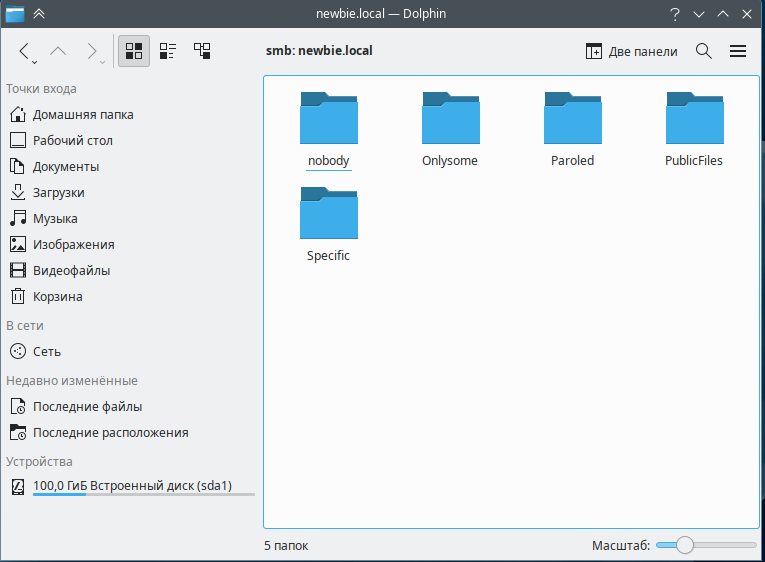 newbie.local — Dolphin
smb: newbie.local
Две панели
Точки входа
Домашняя папка
Рабочий стол
Документы
Загрузки
Музыка
Изображения
Видеофайлы
Корзина
В сети
Сеть
Недавно изменённые
Последние файлы
Последние расположения
Устройства
100,0 ГиБ Встроенный диск (sda1)
nobody
Onlysome
Paroled
PublicFiles
Specific
5 папок
Масштаб: